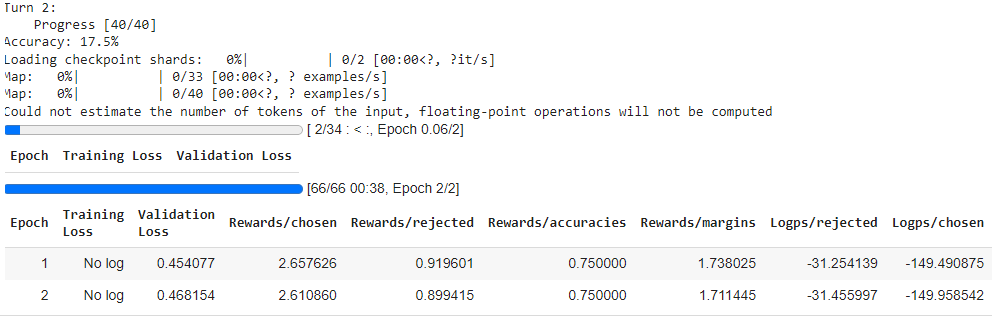 Turn 2:
Progress [40/40]
Accuracy: 17.5%
Loading checkpoint shards:   0%|          | 0/2 [00:00<?, ?it/s]
Map:   0%|          | 0/33 [00:00<?, ? examples/s]
Map:   0%|          | 0/40 [00:00<?, ? examples/s]
Could not estimate the number of tokens of the input, floating-point operations will not be computed
[ 2/34 : < :, Epoch 0.06/2]
Epoch Training Loss Validation Loss
[66/66 00:38, Epoch 2/2]
Epoch Training Loss Validation Loss Rewards/chosen Rewards/rejected Rewards/accuracies Rewards/margins Logps/rejected Logps/chosen
1 No log 0.454077 2.657626 0.919601 0.750000 1.738025 -31.254139 -149.490875
2 No log 0.468154 2.610860 0.899415 0.750000 1.711445 -31.455997 -149.958542